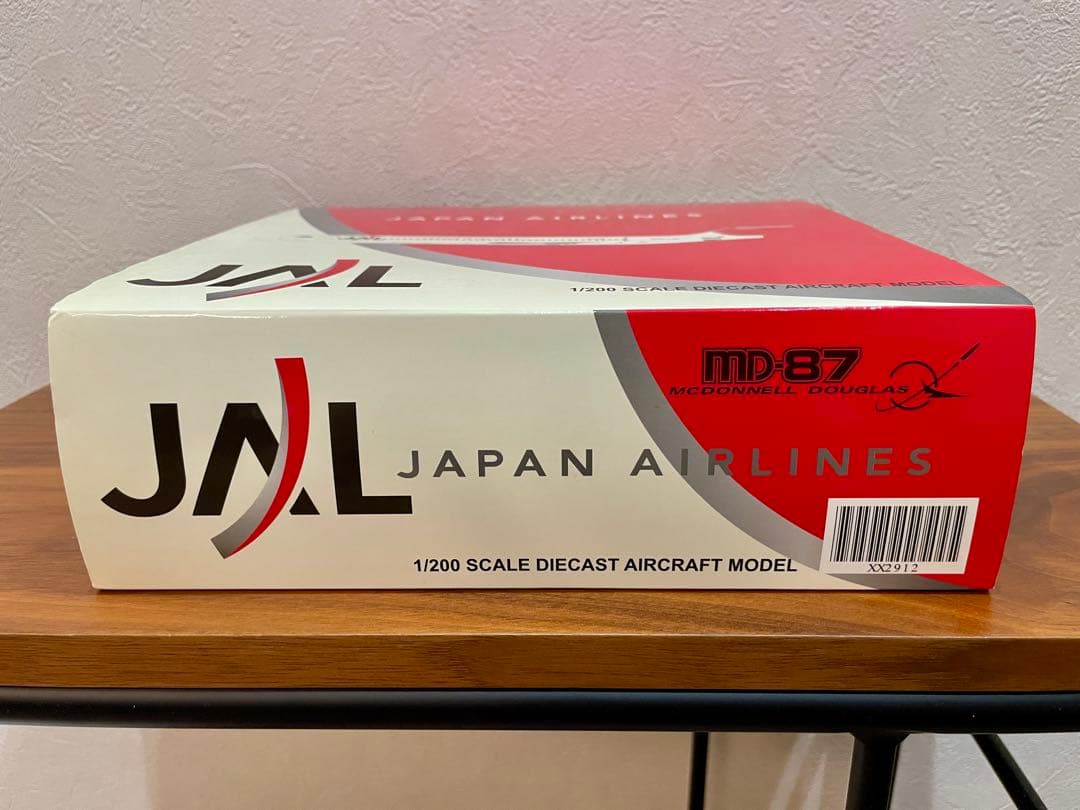 JAPAN AIRLINES
JAL
1/200 SCALE DIECAST AIRCRAFT MODEL
MD-87
MCDONNELL DOUGLAS
JAL JAPAN AIRLINES
1/200 SCALE DIECAST AIRCRAFT MODEL
XX2912